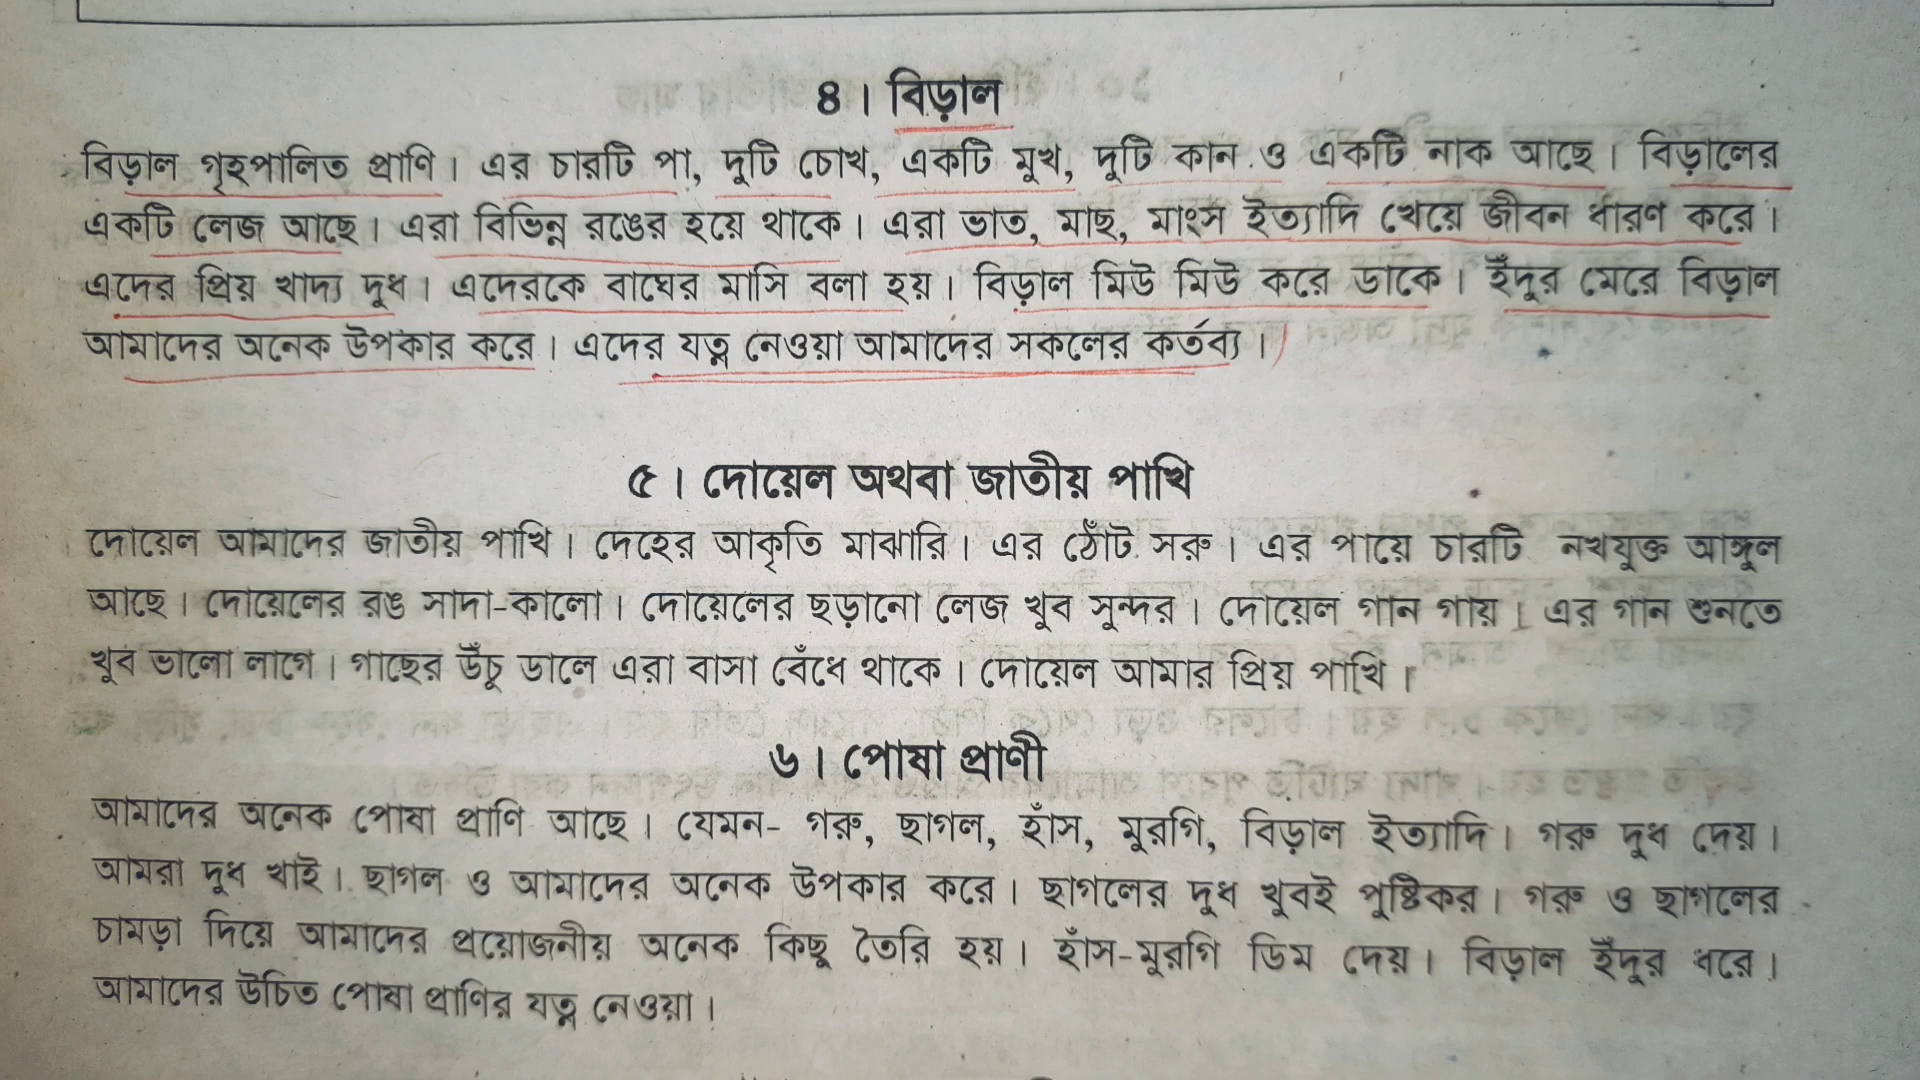 ৪। বিড়াল
বিড়াল গৃহপালিত প্রাণি। এর চারটি পা, দুটি চোখ, একটি মুখ, দুটি কান ও একটি নাক আছে। বিড়ালের
একটি লেজ আছে। এরা বিভিন্ন রঙের হয়ে থাকে। এরা ভাত, মাছ, মাংস ইত্যাদি খেয়ে জীবন ধারণ করে।
এদের প্রিয় খাদ্য দুধ। এদেরকে বাঘের মাসি বলা হয়। বিড়াল মিউ মিউ করে ডাকে। ইঁদুর মেরে বিড়াল
আমাদের অনেক উপকার করে। এদের যত্ন নেওয়া আমাদের সকলের কর্তব্য।
৫। দোয়েল অথবা জাতীয় পাখি
দোয়েল আমাদের জাতীয় পাখি। দেহের আকৃতি মাঝারি। এর ঠোঁট সরু। এর পায়ে চারটি নখযুক্ত আঙ্গুল
আছে। দোয়েলের রঙ সাদা-কালো। দোয়েলের ছড়ানো লেজ খুব সুন্দর। দোয়েল গান গায়। এর গান শুনতে
খুব ভালো লাগে। গাছের উঁচু ডালে এরা বাসা বেঁধে থাকে। দোয়েল আমার প্রিয় পাখি।
৬। পোষা প্রাণী
আমাদের অনেক পোষা প্রাণি আছে। যেমন- গরু, ছাগল, হাঁস, মুরগি, বিড়াল ইত্যাদি। গরু দুধ দেয়।
আমরা দুধ খাই। ছাগল ও আমাদের অনেক উপকার করে। ছাগলের দুধ খুবই পুষ্টিকর। গরু ও ছাগলের
চামড়া দিয়ে আমাদের প্রয়োজনীয় অনেক কিছু তৈরি হয়। হাঁস-মুরগি ডিম দেয়। বিড়াল ইঁদুর ধরে।
আমাদের উচিত পোষা প্রাণির যত্ন নেওয়া।